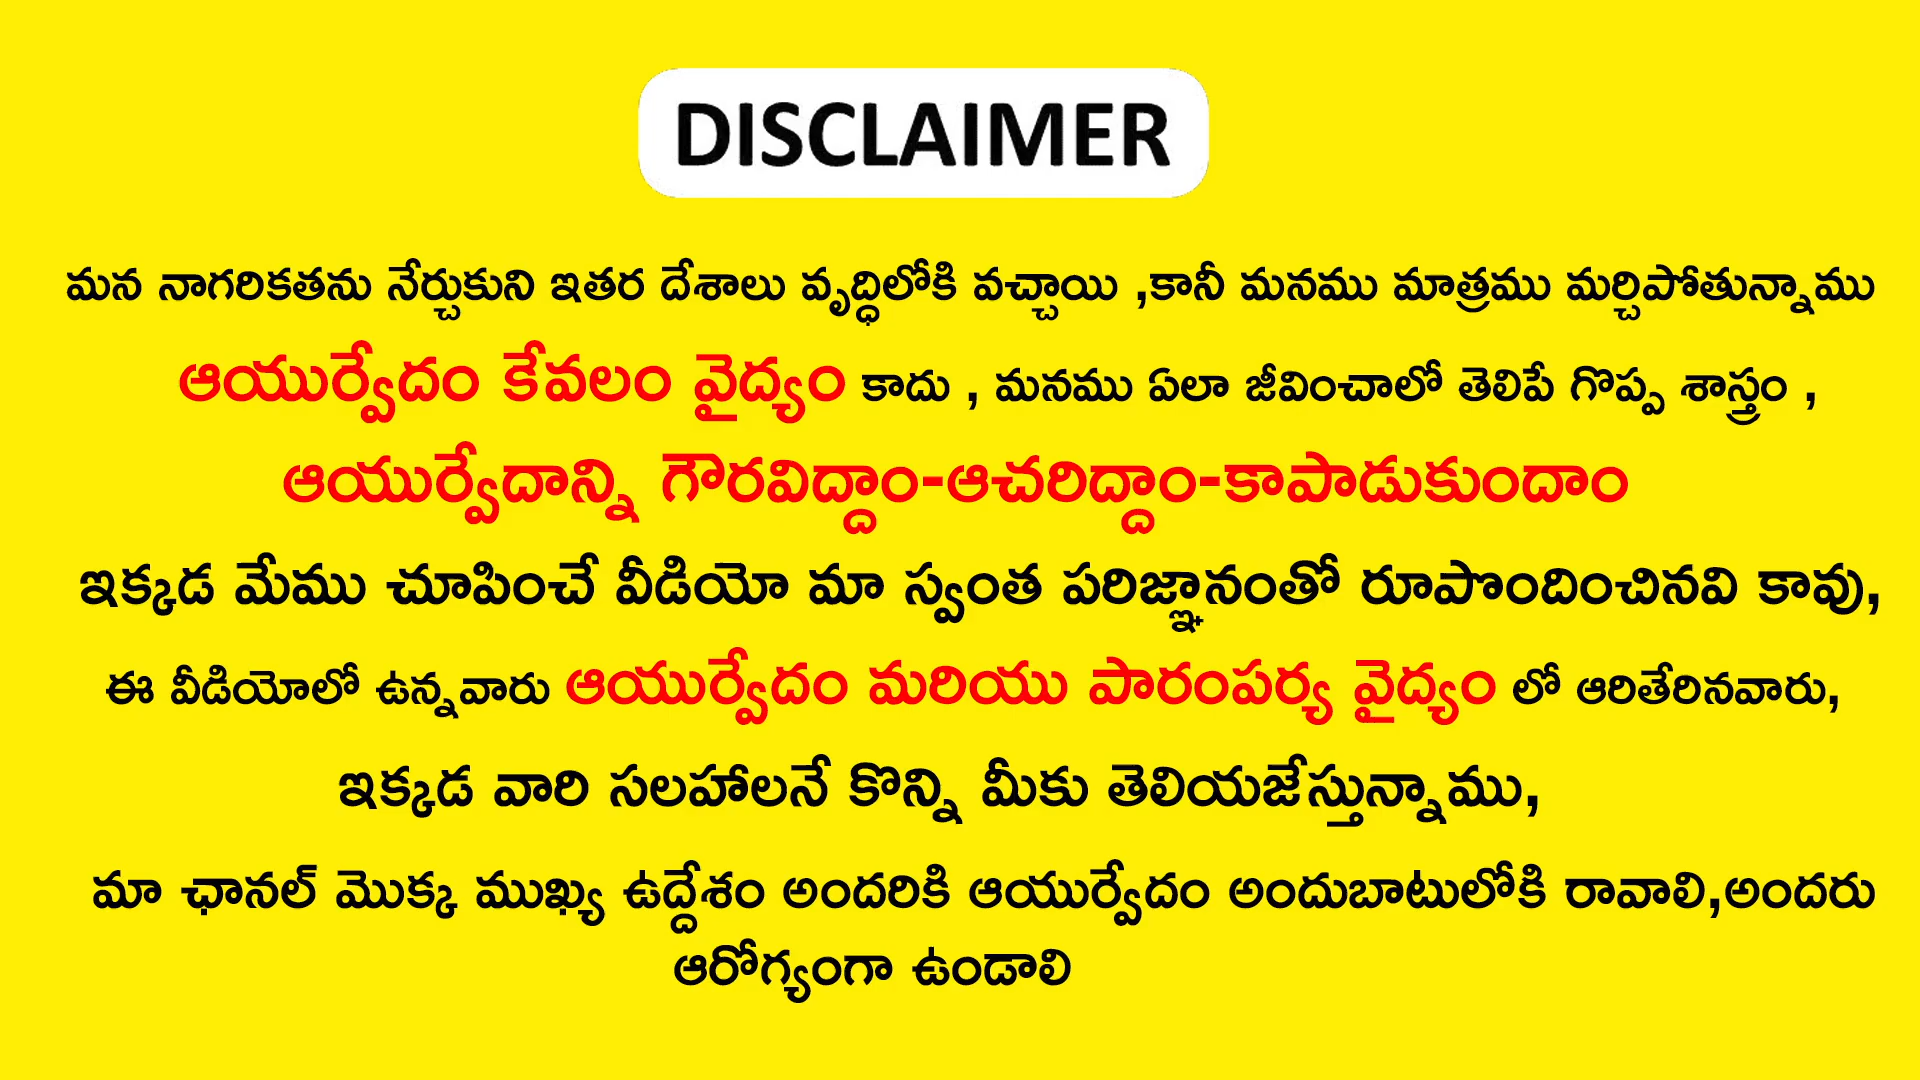 DISCLAIMER
మన నాగరికతను నేర్చుకుని ఇతర దేశాలు వృద్ధిలోకి వచ్చాయి ,కానీ మనము మాత్రము మర్చిపోతున్నాము
ఆయుర్వేదం కేవలం వైద్యం కాదు , మనము ఏలా జీవించాలో తెలిపే గొప్ప శాస్త్రం ,
ఆయుర్వేదాన్ని గౌరవిద్దాం-ఆచరిద్దాం-కాపాడుకుందాం
ఇక్కడ మేము చూపించే వీడియో మా స్వంత పరిజ్ఞానంతో రూపొందించినవి కావు,
ఈ వీడియోలో ఉన్నవారు ఆయుర్వేదం మరియు పారంపర్య వైద్యం లో ఆరితేరినవారు,
ఇక్కడ వారి సలహాలనే కొన్ని మీకు తెలియజేస్తున్నాము,
మా ఛానల్ మొక్క ముఖ్య ఉద్దేశం అందరికి ఆయుర్వేదం అందుబాటులోకి రావాలి,అందరు
ఆరోగ్యంగా ఉండాలి